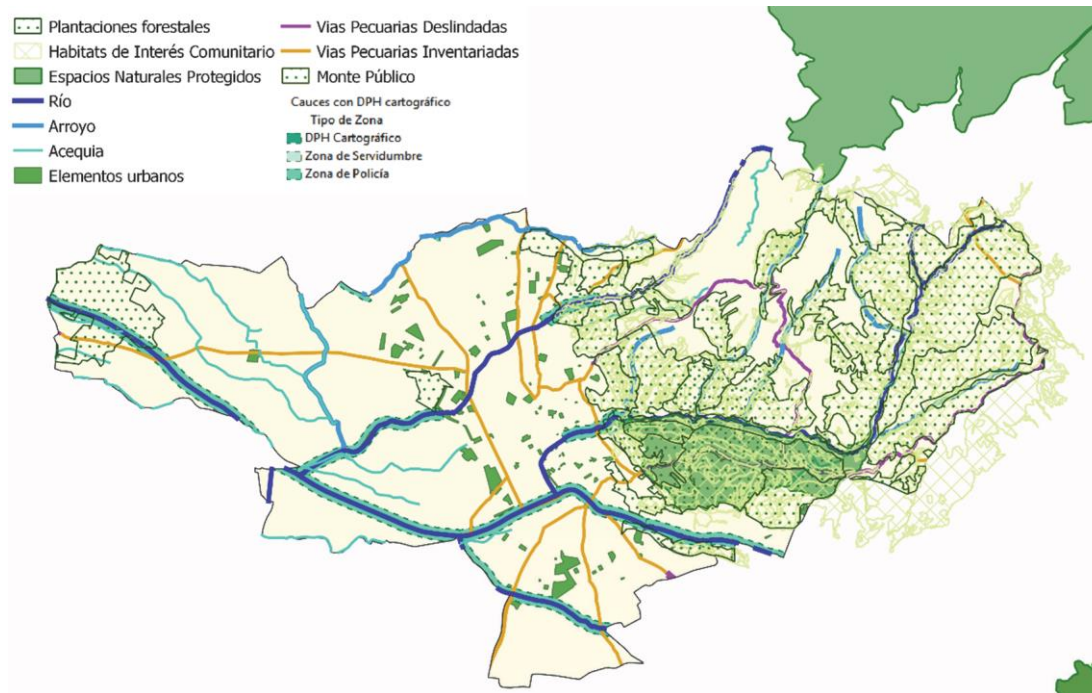 Plantaciones forestales
Habitats de Interés Comunitario
Espacios Naturales Protegidos
Río
Arroyo
Acequia
Elementos urbanos
Vias Pecuarias Deslindadas
Vias Pecuarias Inventariadas
Monte Público
Cauces con DPH cartográfico
Tipo de Zona
DPH Cartográfico
Zona de Servidumbre
Zona de Policía